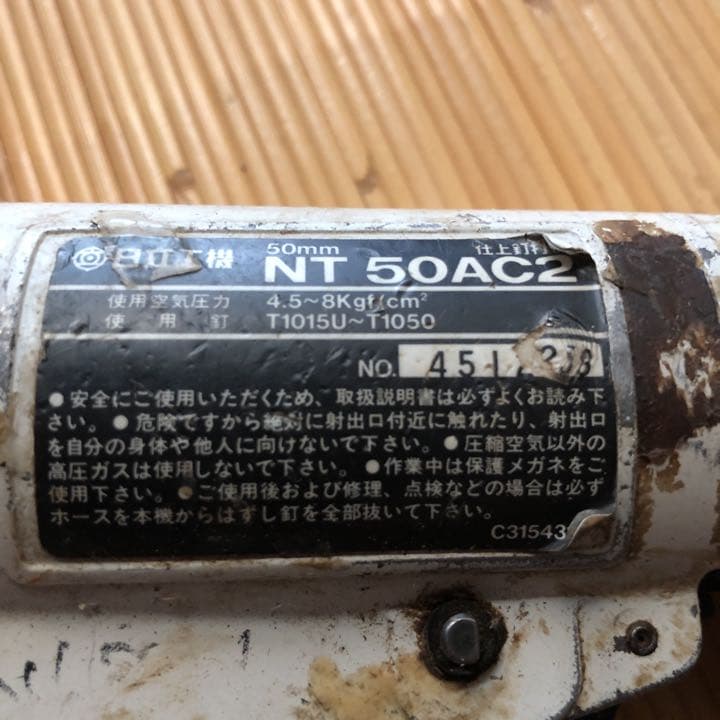 日立工機 50mm NT 50AC2 仕上釘
使用空気圧力 4.5~8Kgf/cm²
使用釘 T1015U~T1050
NO. 451
●安全にご使用いただくため、取扱説明書は必ずよくお読み下
さい。●危険ですから絶対に射出口付近に触れたり、射出口
を自分の身体や他人に向けないで下さい。●圧縮空気以外の
高圧ガスは使用しないで下さい。●作業中は保護メガネをご
使用下さい。●ご使用後および修理、点検などの場合は必ず
ホースを本機からはずし釘を全部抜いて下さい。
C31543